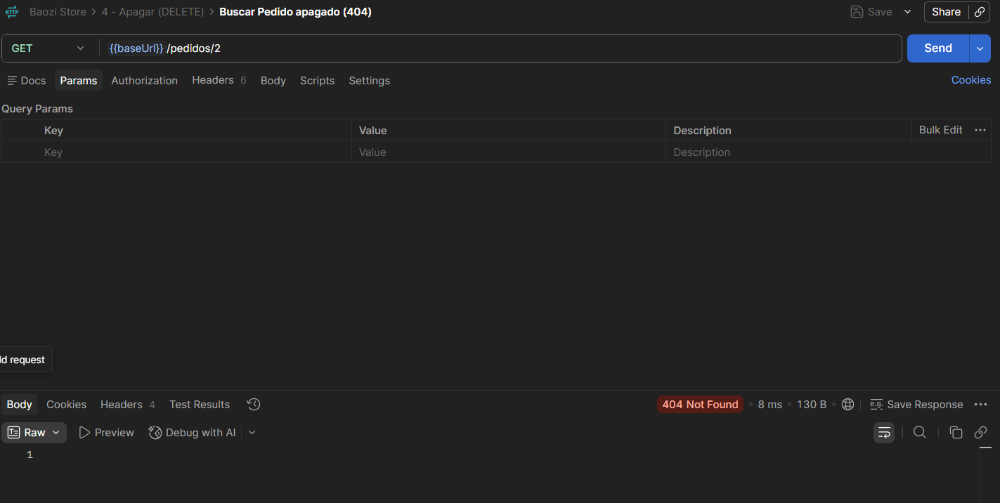 HTTP Baozi Store > 4 - Apagar (DELETE) > Buscar Pedido apagado (404) Save Share
GET {{baseUrl}} /pedidos/2 Send
Docs Params Authorization Headers 6 Body Scripts Settings Cookies
Query Params
Key Value Description Bulk Edit
Key Value Description
ld request
Body Cookies Headers 4 Test Results 404 Not Found • 8 ms • 130 B • e.g. Save Response
Raw Preview Debug with AI
1